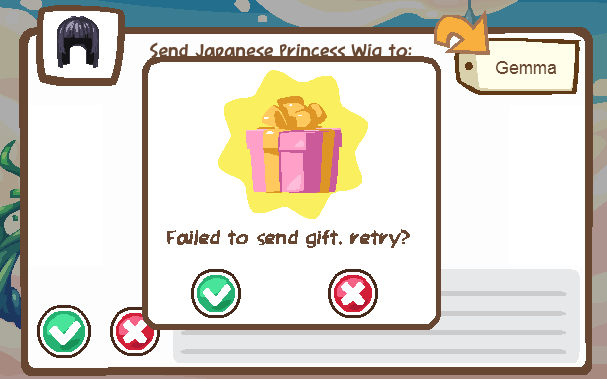 Send Japanese Princess Wig to:
Gemma
Failed to send gift. retry?